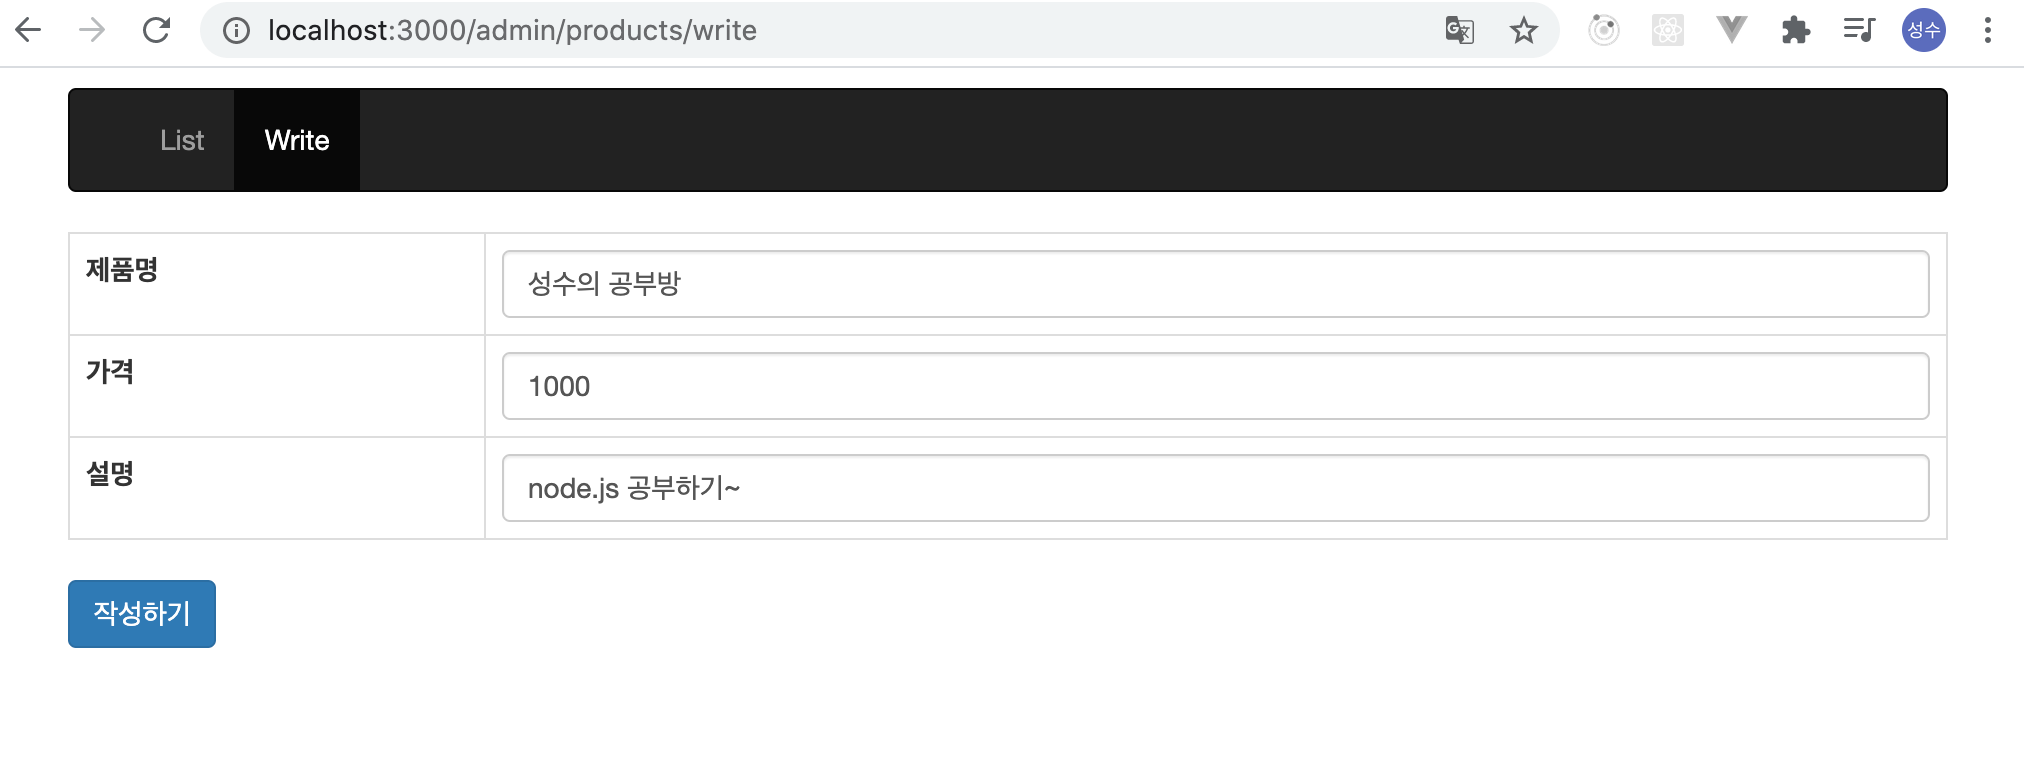 localhost:3000/admin/products/write
성수
List Write
제품명 성수의 공부방
가격 1000
설명 node.js 공부하기~
작성하기